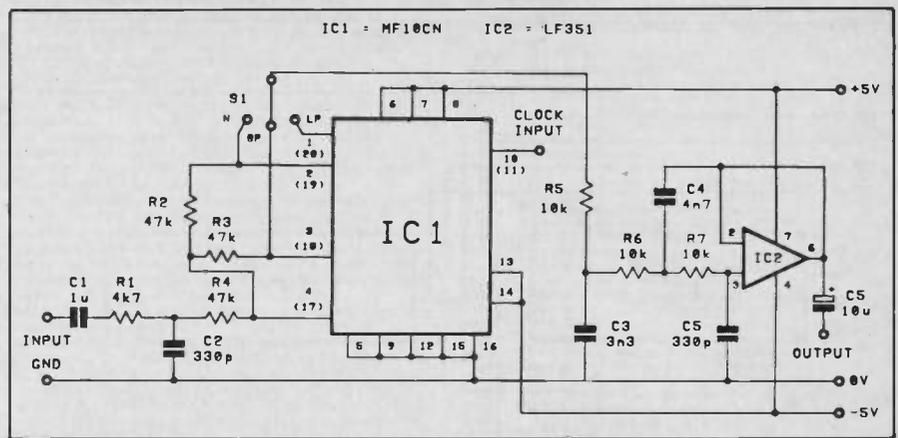 IC1 = MF10CN IC2 = LF351
+5V
6 7 8
S1
N
BP
LP
CLOCK
INPUT
1
(20)
10
(11)
2
(19)
R2
47k
R3
47k
3
(18)
IC1
R5
10k
C4
4n7
R6
10k
R7
10k
2
7
6
IC2
3
4
13
14
C1
1u
R1
4k7
R4
47k
4
(17)
INPUT
GND
C2
330p
5 9 12 15 16
C3
3n3
C5
330p
+
C5
10u
OUTPUT
0V
-5V